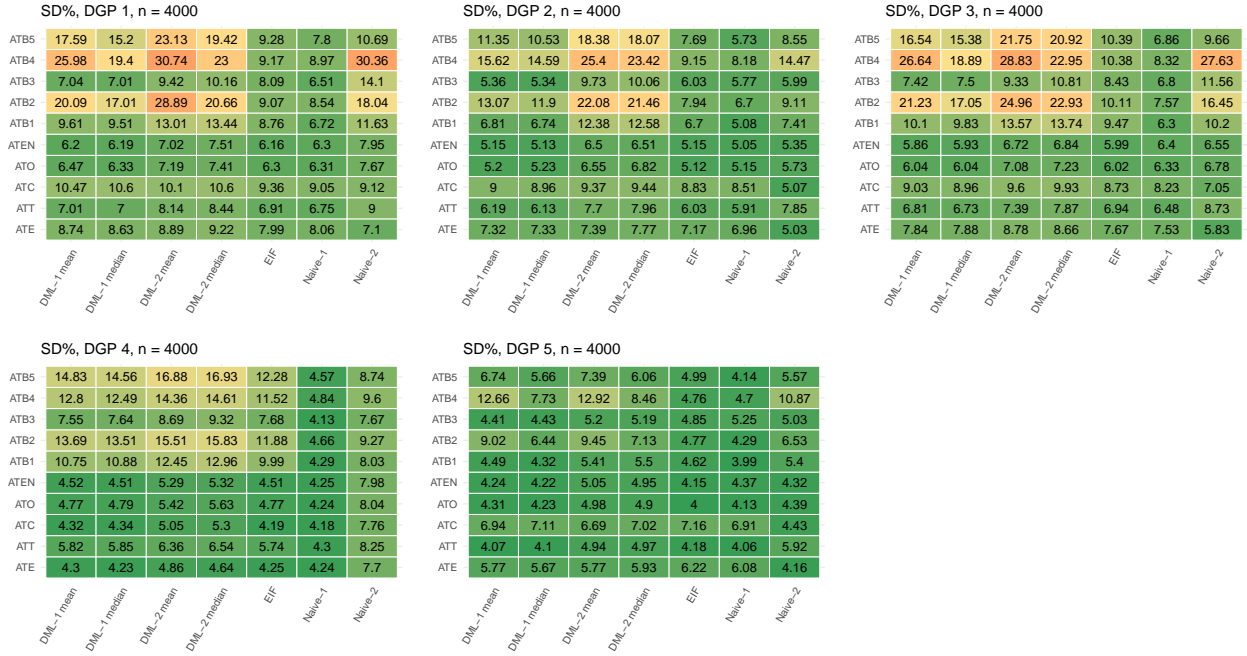 SD%, DGP 1, n = 4000
ATB5 17.59 15.2 23.13 19.42 9.28 7.8 10.69
ATB4 25.98 19.4 30.74 23 9.17 8.97 30.36
ATB3 7.04 7.01 9.42 10.16 8.09 6.51 14.1
ATB2 20.09 17.01 28.89 20.66 9.07 8.54 18.04
ATB1 9.61 9.51 13.01 13.44 8.76 6.72 11.63
ATEN 6.2 6.19 7.02 7.51 6.16 6.3 7.95
ATO 6.47 6.33 7.19 7.41 6.3 6.31 7.67
ATC 10.47 10.6 10.1 10.6 9.36 9.05 9.12
ATT 7.01 7 8.14 8.44 6.91 6.75 9
ATE 8.74 8.63 8.89 9.22 7.99 8.06 7.1
DML−1 mean DML−1 median DML−2 mean DML−2 median EIF Naive−1 Naive−2
SD%, DGP 2, n = 4000
ATB5 11.35 10.53 18.38 18.07 7.69 5.73 8.55
ATB4 15.62 14.59 25.4 23.42 9.15 8.18 14.47
ATB3 5.36 5.34 9.73 10.06 6.03 5.77 5.99
ATB2 13.07 11.9 22.08 21.46 7.94 6.7 9.11
ATB1 6.81 6.74 12.38 12.58 6.7 5.08 7.41
ATEN 5.15 5.13 6.5 6.51 5.15 5.05 5.35
ATO 5.2 5.23 6.55 6.82 5.12 5.15 5.73
ATC 9 8.96 9.37 9.44 8.83 8.51 5.07
ATT 6.19 6.13 7.7 7.96 6.03 5.91 7.85
ATE 7.32 7.33 7.39 7.77 7.17 6.96 5.03
DML−1 mean DML−1 median DML−2 mean DML−2 median EIF Naive−1 Naive−2
SD%, DGP 3, n = 4000
ATB5 16.54 15.38 21.75 20.92 10.39 6.86 9.66
ATB4 26.64 18.89 28.83 22.95 10.38 8.32 27.63
ATB3 7.42 7.5 9.33 10.81 8.43 6.8 11.56
ATB2 21.23 17.05 24.96 22.93 10.11 7.57 16.45
ATB1 10.1 9.83 13.57 13.74 9.47 6.3 10.2
ATEN 5.86 5.93 6.72 6.84 5.99 6.4 6.55
ATO 6.04 6.04 7.08 7.23 6.02 6.33 6.78
ATC 9.03 8.96 9.6 9.93 8.73 8.23 7.05
ATT 6.81 6.73 7.39 7.87 6.94 6.48 8.73
ATE 7.84 7.88 8.78 8.66 7.67 7.53 5.83
DML−1 mean DML−1 median DML−2 mean DML−2 median EIF Naive−1 Naive−2
SD%, DGP 4, n = 4000
ATB5 14.83 14.56 16.88 16.93 12.28 4.57 8.74
ATB4 12.8 12.49 14.36 14.61 11.52 4.84 9.6
ATB3 7.55 7.64 8.69 9.32 7.68 4.13 7.67
ATB2 13.69 13.51 15.51 15.83 11.88 4.66 9.27
ATB1 10.75 10.88 12.45 12.96 9.99 4.29 8.03
ATEN 4.52 4.51 5.29 5.32 4.51 4.25 7.98
ATO 4.77 4.79 5.42 5.63 4.77 4.24 8.04
ATC 4.32 4.34 5.05 5.3 4.19 4.18 7.76
ATT 5.82 5.85 6.36 6.54 5.74 4.3 8.25
ATE 4.3 4.23 4.86 4.64 4.25 4.24 7.7
DML−1 mean DML−1 median DML−2 mean DML−2 median EIF Naive−1 Naive−2
SD%, DGP 5, n = 4000
ATB5 6.74 5.66 7.39 6.06 4.99 4.14 5.57
ATB4 12.66 7.73 12.92 8.46 4.76 4.7 10.87
ATB3 4.41 4.43 5.2 5.19 4.85 5.25 5.03
ATB2 9.02 6.44 9.45 7.13 4.77 4.29 6.53
ATB1 4.49 4.32 5.41 5.5 4.62 3.99 5.4
ATEN 4.24 4.22 5.05 4.95 4.15 4.37 4.32
ATO 4.31 4.23 4.98 4.9 4 4.13 4.39
ATC 6.94 7.11 6.69 7.02 7.16 6.91 4.43
ATT 4.07 4.1 4.94 4.97 4.18 4.06 5.92
ATE 5.77 5.67 5.77 5.93 6.22 6.08 4.16
DML−1 mean DML−1 median DML−2 mean DML−2 median EIF Naive−1 Naive−2